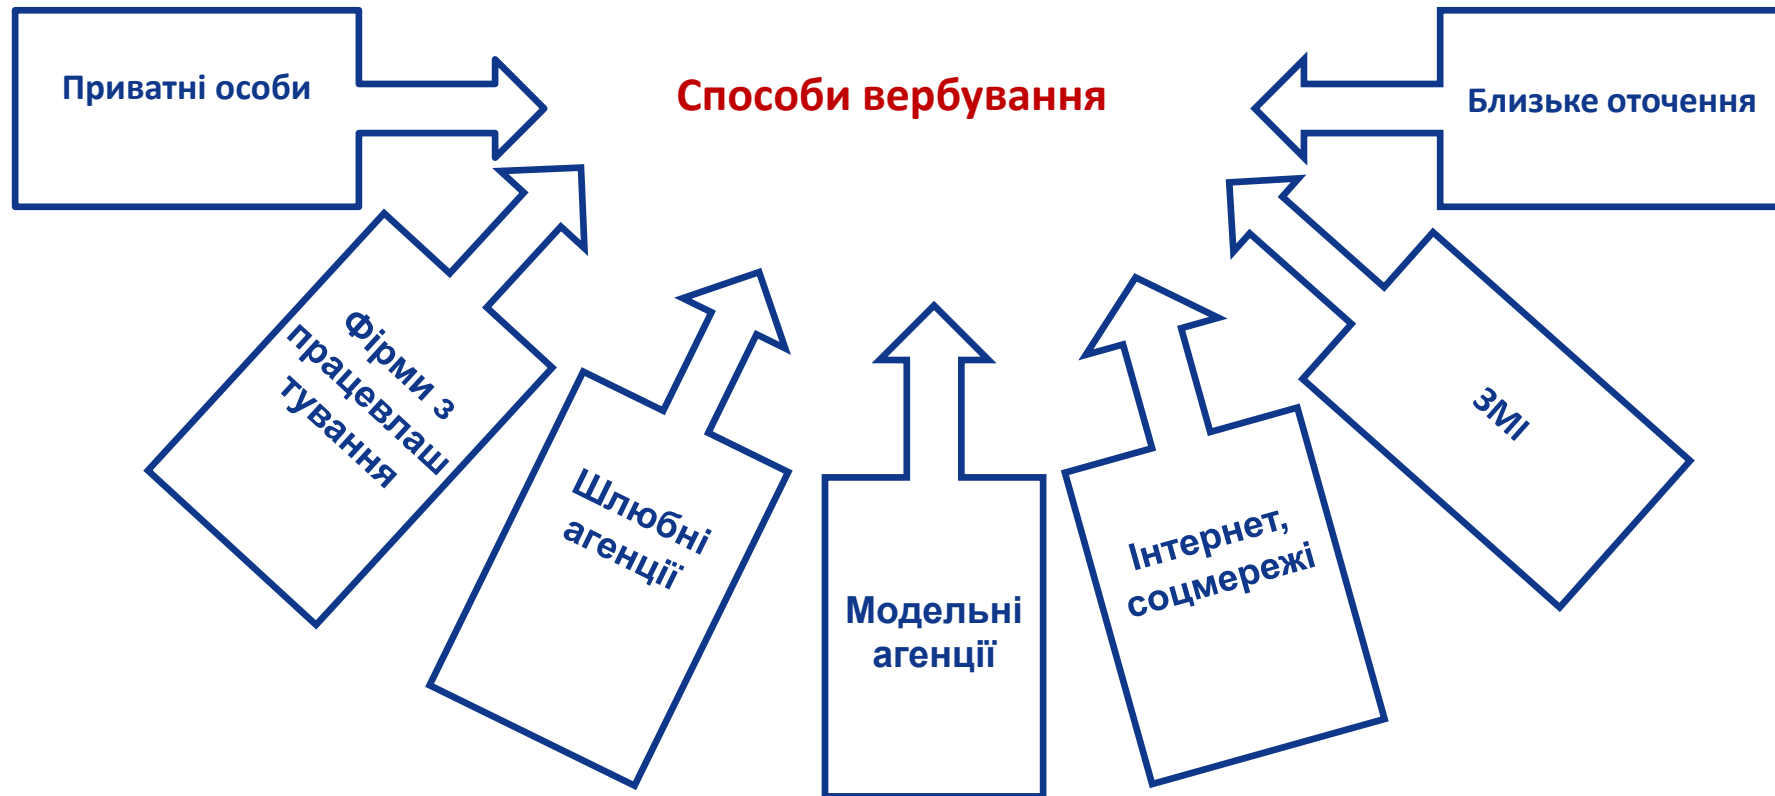 Приватні особи
Способи вербування
Близьке оточення
Фірми з
працевлаш
тування
Шлюбні
агенції
Модельні
агенції
Інтернет,
соцмережі
ЗМІ